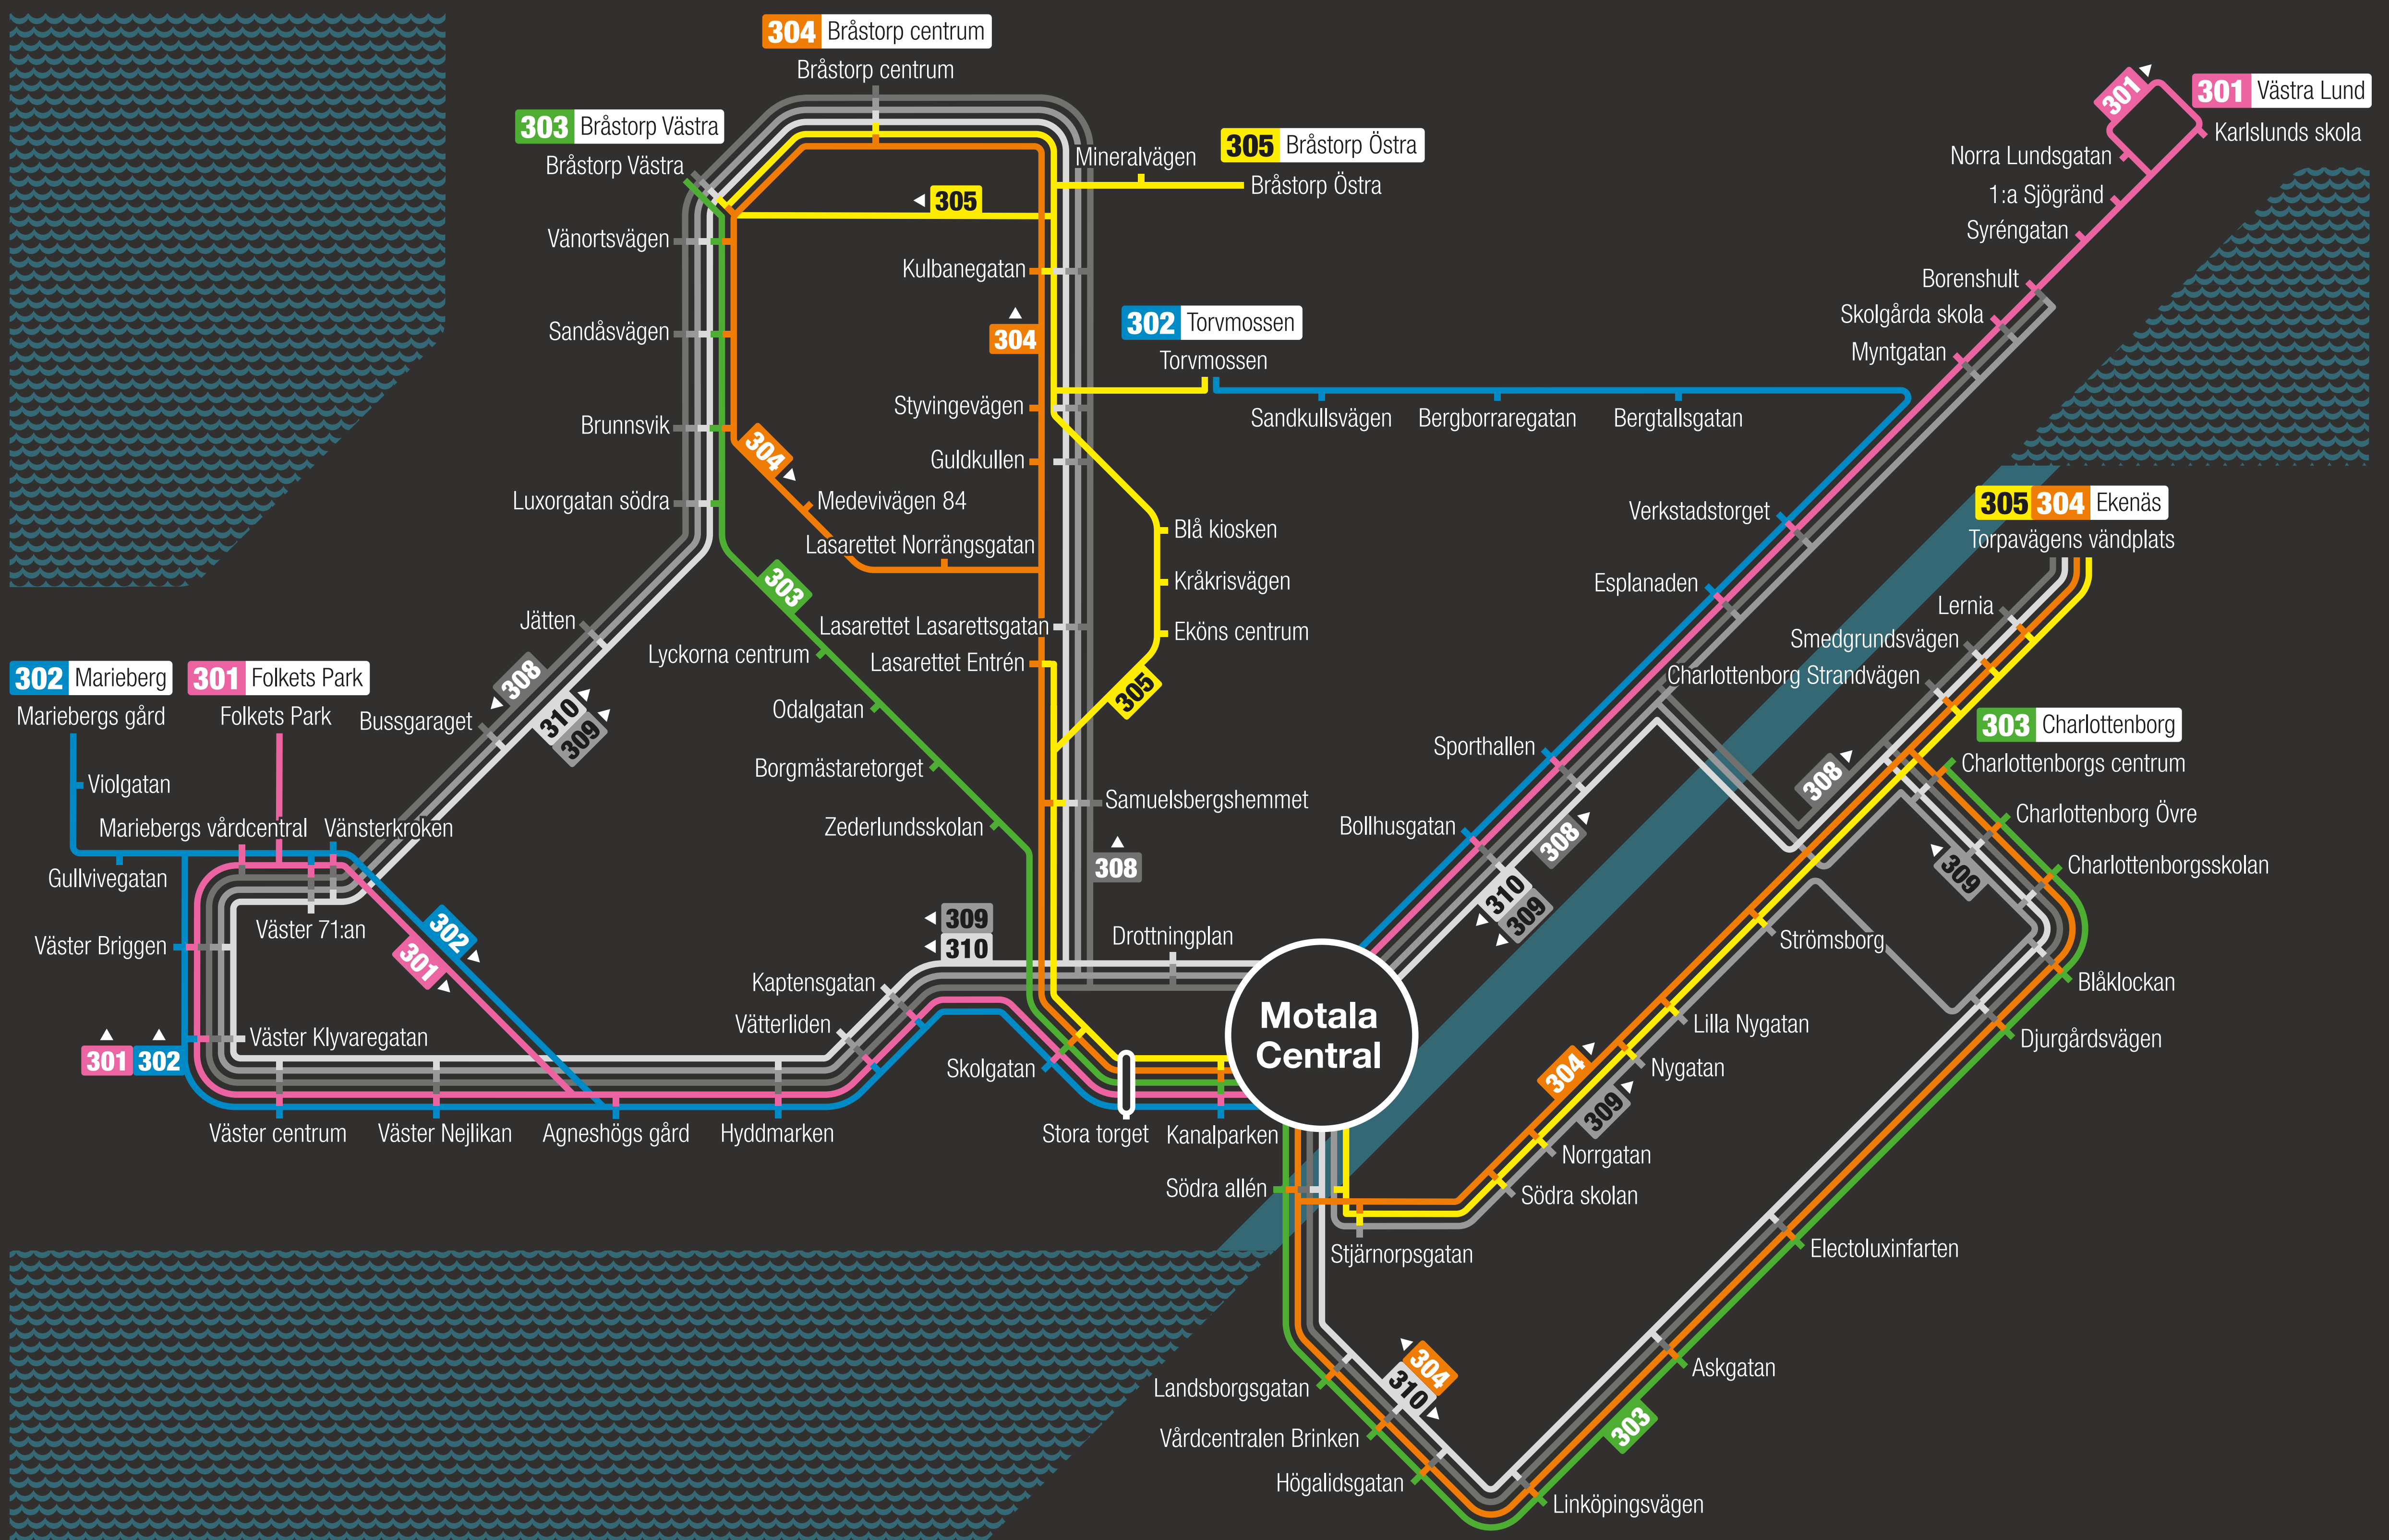 304 Bråstorp centrum
Bråstorp centrum
303 Bråstorp Västra
Bråstorp Västra
Mineralvägen
305 Bråstorp Östra
Bråstorp Östra
301
301 Västra Lund
Karlslunds skola
Norra Lundsgatan
1:a Sjögränd
Syréngatan
Borenshult
Skolgårda skola
Myntgatan
305
Vänortsvägen
Kulbanegatan
Sandåsvägen
304
302 Torvmossen
Torvmossen
Sandkullsvägen
Bergborraregatan
Bergtallsgatan
Styvingevägen
Brunnsvik
304
Guldkullen
Medevivägen 84
Luxorgatan södra
Lasarettet Norrängsgatan
Blå kiosken
Kråkrisvägen
Eköns centrum
Verkstadstorget
Esplanaden
305 304 Ekenäs
Torpavägens vändplats
Lernia
Smedgrundsvägen
Charlottenborg Strandvägen
303
Jätten
Lyckorna centrum
Lasarettet Lasarettsgatan
Lasarettet Entrén
302 Marieberg
Mariebergs gård
301 Folkets Park
Folkets Park
308
310
309
Bussgaraget
Odalgatan
305
Sporthallen
303 Charlottenborg
Charlottenborgs centrum
308
Violgatan
Borgmästaretorget
Samuelsbergshemmet
Charlottenborg Övre
Mariebergs vårdcentral
Vänsterkroken
Zederlundsskolan
Bollhusgatan
308
Charlottenborgsskolan
Gullvivegatan
308
309
310
309
Väster 71:an
302
301
Väster Briggen
309
310
Drottningplan
Strömsborg
Kaptensgatan
Blåklockan
Vätterliden
Motala
Central
Lilla Nygatan
Djurgårdsvägen
Väster Klyvaregatan
301 302
Skolgatan
Nygatan
304
309
Väster centrum
Väster Nejlikan
Agneshögs gård
Hyddmarken
Stora torget
Kanalparken
Norrgatan
Södra allén
Södra skolan
Stjärnorpsgatan
Electoluxinfarten
Landsborgsgatan
304
310
Askgatan
303
Vårdcentralen Brinken
Högalidsgatan
Linköpingsvägen